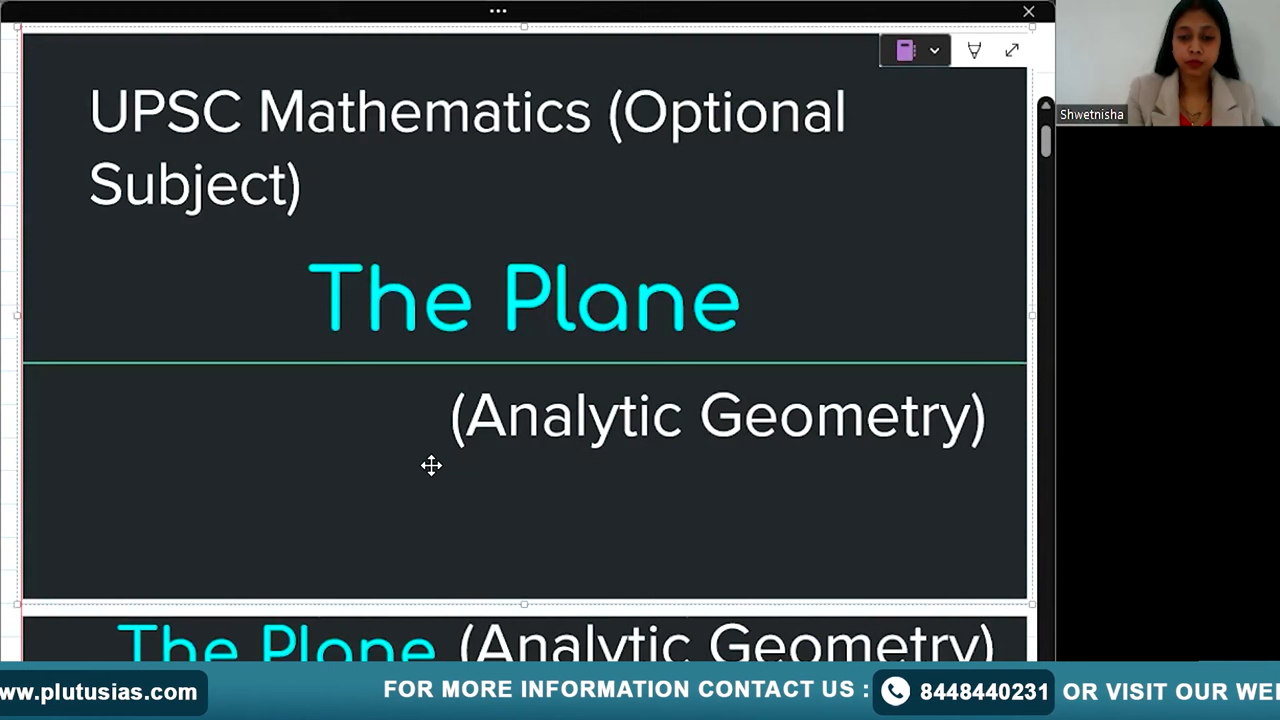 UPSC Mathematics (Optional
Subject)
The Plane
(Analytic Geometry)
The Plane (Analytic Geometry)
Shwetnisha
www.plutusias.com
FOR MORE INFORMATION CONTACT US : 8448440231 OR VISIT OUR WE